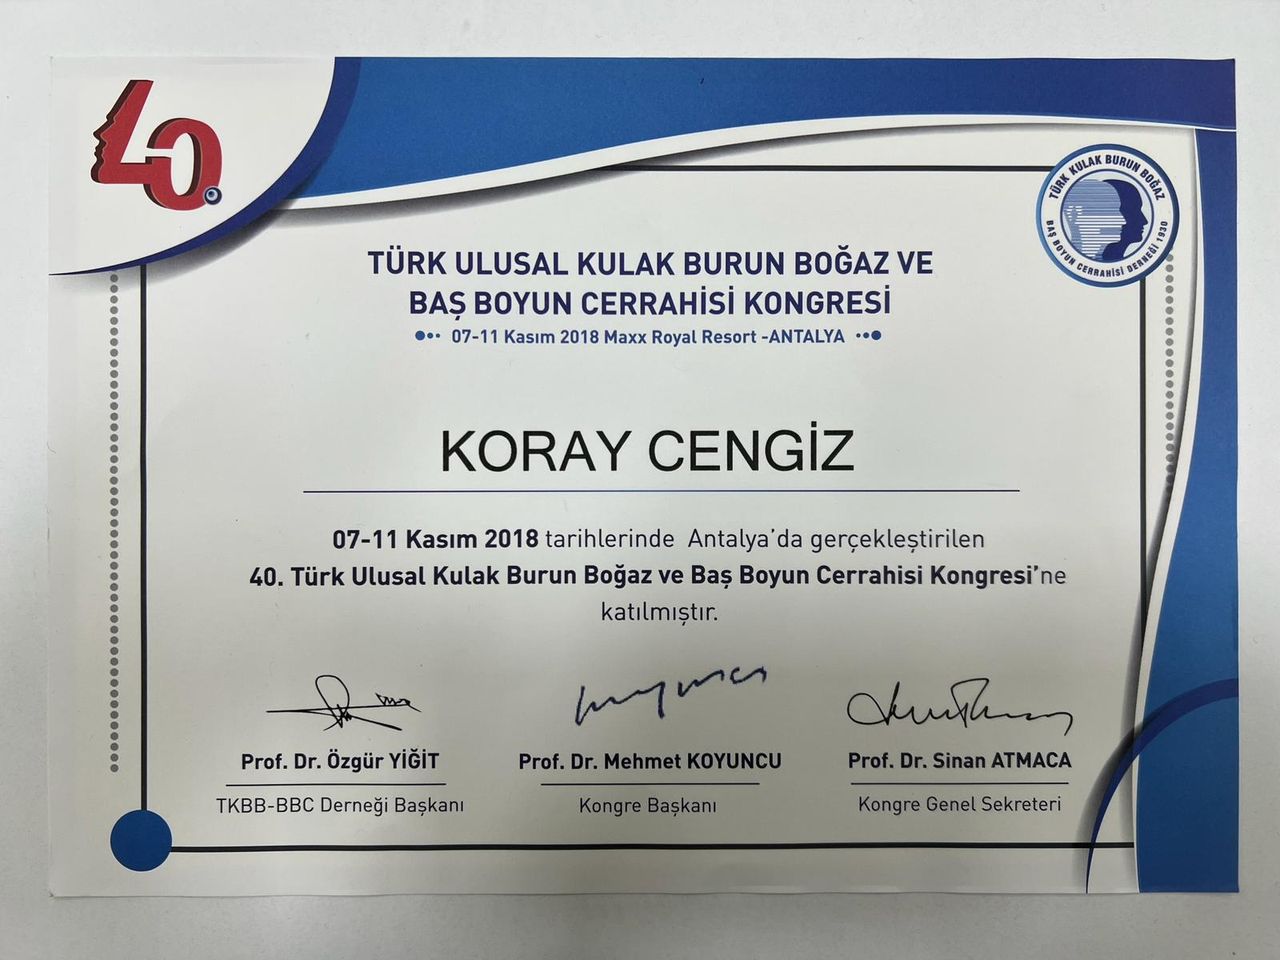 40.
TÜRK KULAK BURUN BOĞAZ
BAŞ BOYUN CERRAHİSİ DERNEĞİ 1930
TÜRK ULUSAL KULAK BURUN BOĞAZ VE
BAŞ BOYUN CERRAHİSİ KONGRESİ
07-11 Kasım 2018 Maxx Royal Resort -ANTALYA
KORAY CENGİZ
07-11 Kasım 2018 tarihlerinde Antalya'da gerçekleştirilen
40. Türk Ulusal Kulak Burun Boğaz ve Baş Boyun Cerrahisi Kongresi'ne
katılmıştır.
Prof. Dr. Özgür YİĞİT Prof. Dr. Mehmet KOYUNCU Prof. Dr. Sinan ATMACA
TKBB-BBC Derneği Başkanı Kongre Başkanı Kongre Genel Sekreteri